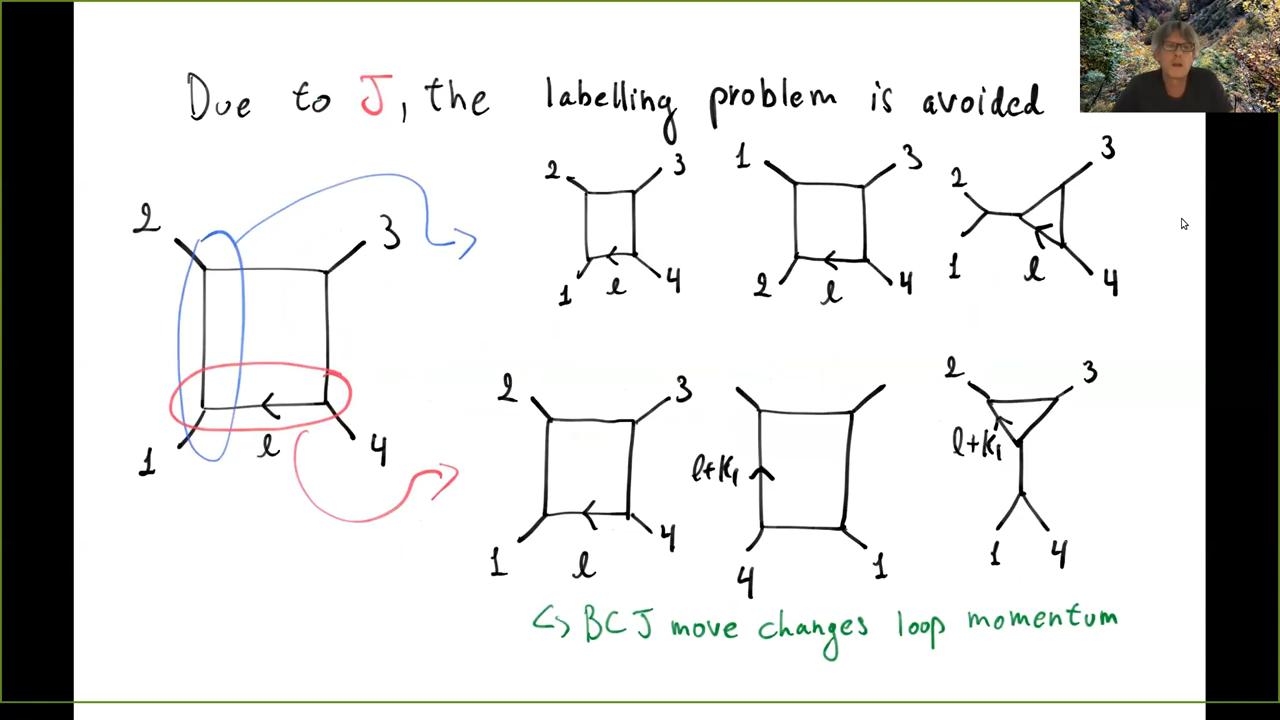 Due to J, the labelling problem is avoided
2 3 1 3 2 3
1 l 4 2 l 4 1 l 4
2 3
1 l 4
2 3 l+K₁ 2 3 l+K₁
1 l 4 4 1 1 4
↪ BCJ move changes loop momentum